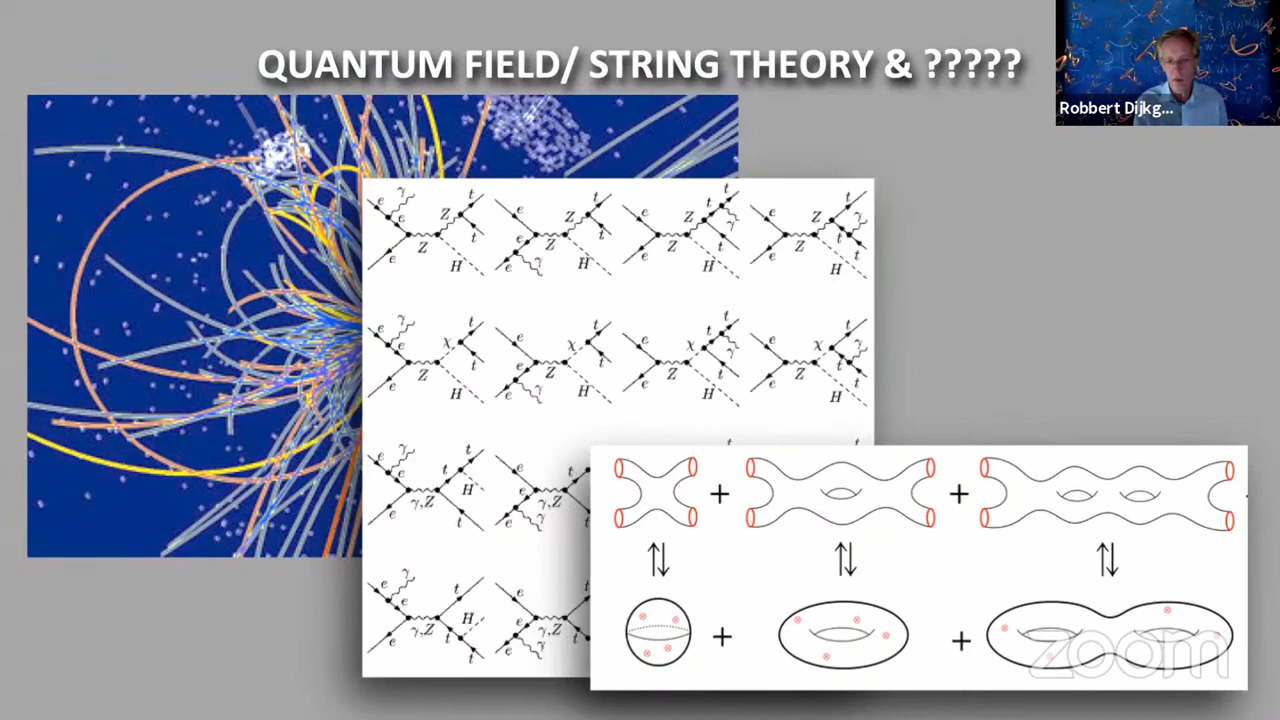 QUANTUM FIELD/ STRING THEORY & ?????
Robbert Dijkg...
e γ e e Z Z t t H
e e e γ Z Z t t H
e e Z Z t t γ t H
e e Z Z t t γ t H
e γ e e Z χ t t H
e e e γ Z χ t t H
e e Z χ t t γ t H
e e Z χ t t γ t H
e γ e e γ,Z t t H t
e e e γ γ,Z t
t
t
e γ e e γ,Z t H t t
e e e γ γ,Z t t
+ +
+ +
zoom